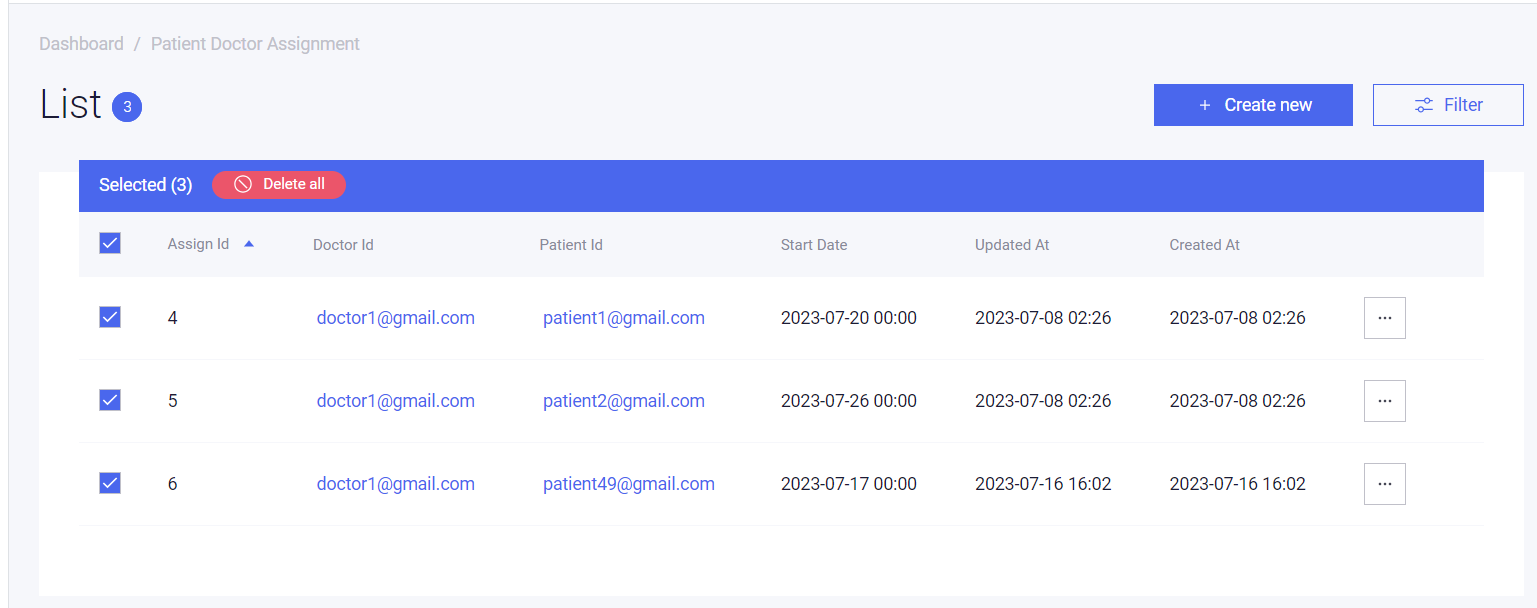 Dashboard / Patient Doctor Assignment
List 3
+ Create new
Filter
Selected (3) Delete all
Assign Id Doctor Id Patient Id Start Date Updated At Created At
4 doctor1@gmail.com patient1@gmail.com 2023-07-20 00:00 2023-07-08 02:26 2023-07-08 02:26 ...
5 doctor1@gmail.com patient2@gmail.com 2023-07-26 00:00 2023-07-08 02:26 2023-07-08 02:26 ...
6 doctor1@gmail.com patient49@gmail.com 2023-07-17 00:00 2023-07-16 16:02 2023-07-16 16:02 ...